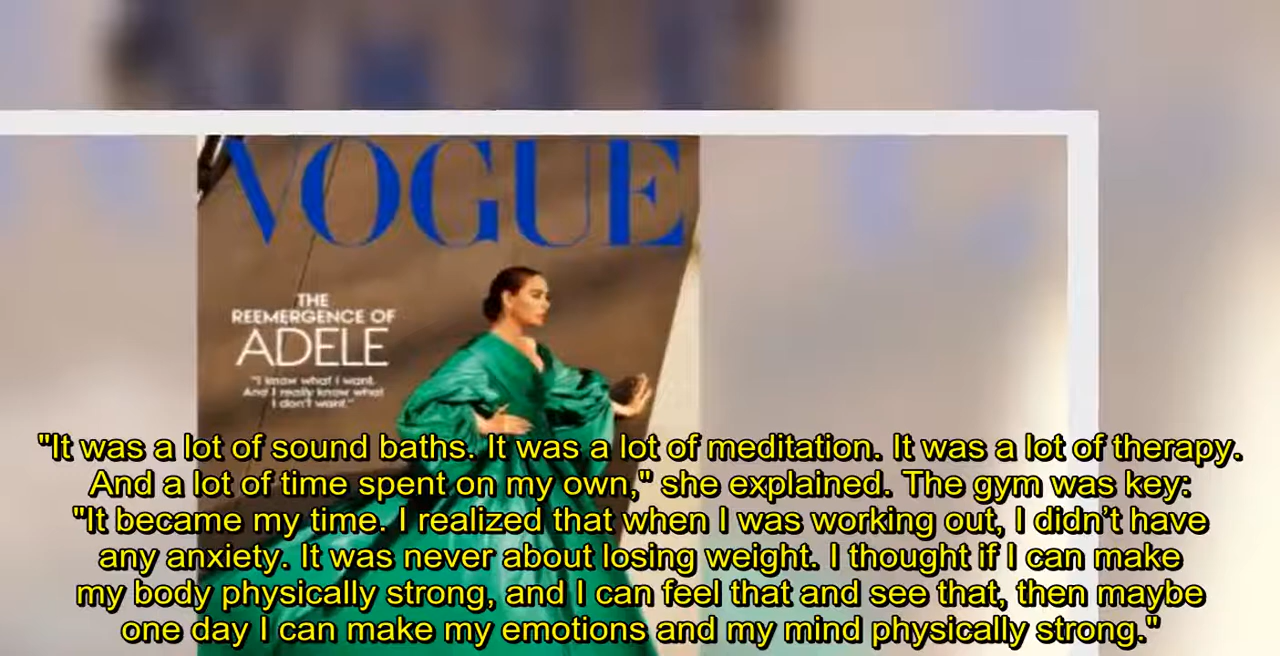 VOGUE
THE
REEMERGENCE OF
ADELE
"I know what I want.
And I really know what
I don't want."
"It was a lot of sound baths. It was a lot of meditation. It was a lot of therapy.
And a lot of time spent on my own," she explained. The gym was key:
"It became my time. I realized that when I was working out, I didn’t have
any anxiety. It was never about losing weight. I thought if I can make
my body physically strong, and I can feel that and see that, then maybe
one day I can make my emotions and my mind physically strong."